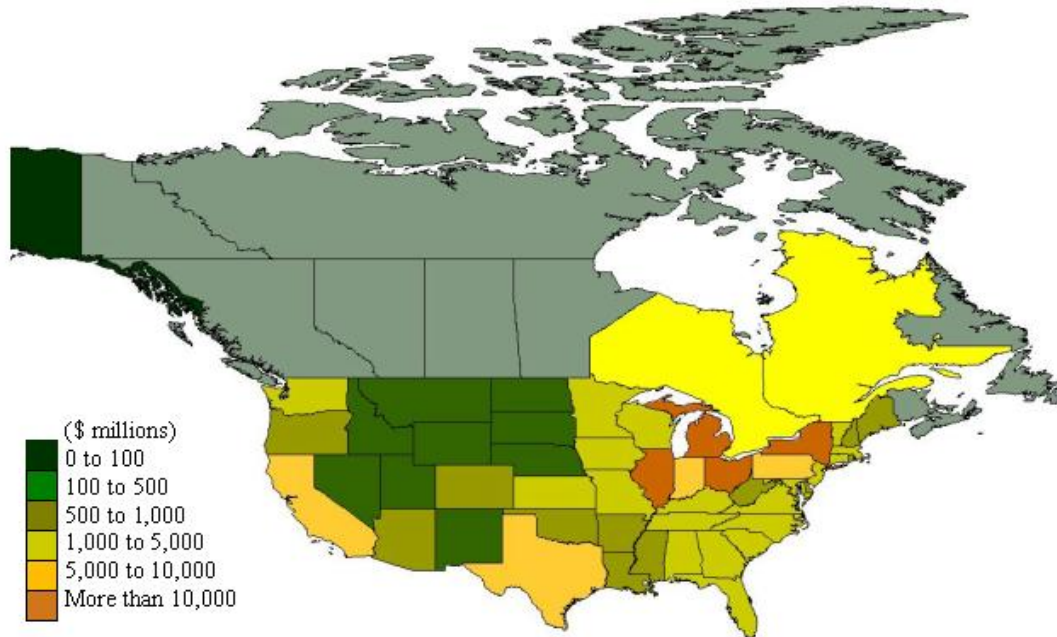 ($ millions)
0 to 100
100 to 500
500 to 1,000
1,000 to 5,000
5,000 to 10,000
More than 10,000